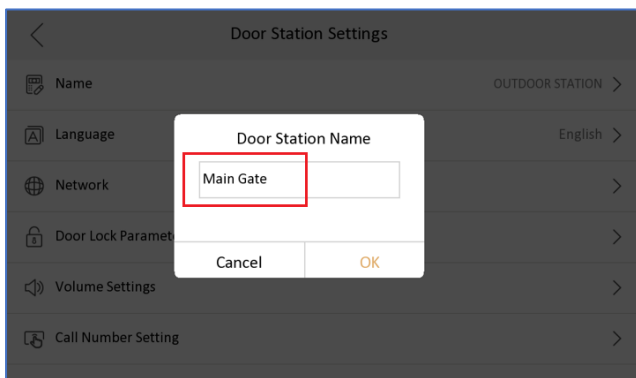 Door Station Settings
Name OUTDOOR STATION
Language English
Door Station Name
Main Gate
Network
Door Lock Paramet
Cancel OK
Volume Settings
Call Number Setting